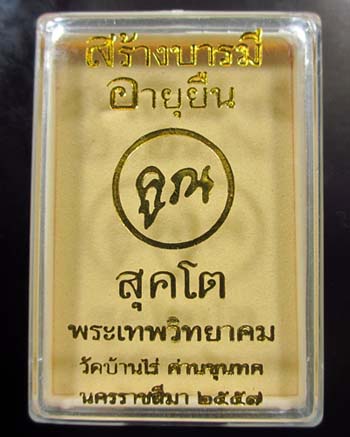 สร้างบารมี
อายุยืน
คูณ
สุคโต
พระเทพวิทยาคม
วัดบ้านไร่ ด่านขุนทด
นครราชสีมา ๒๕๕๗